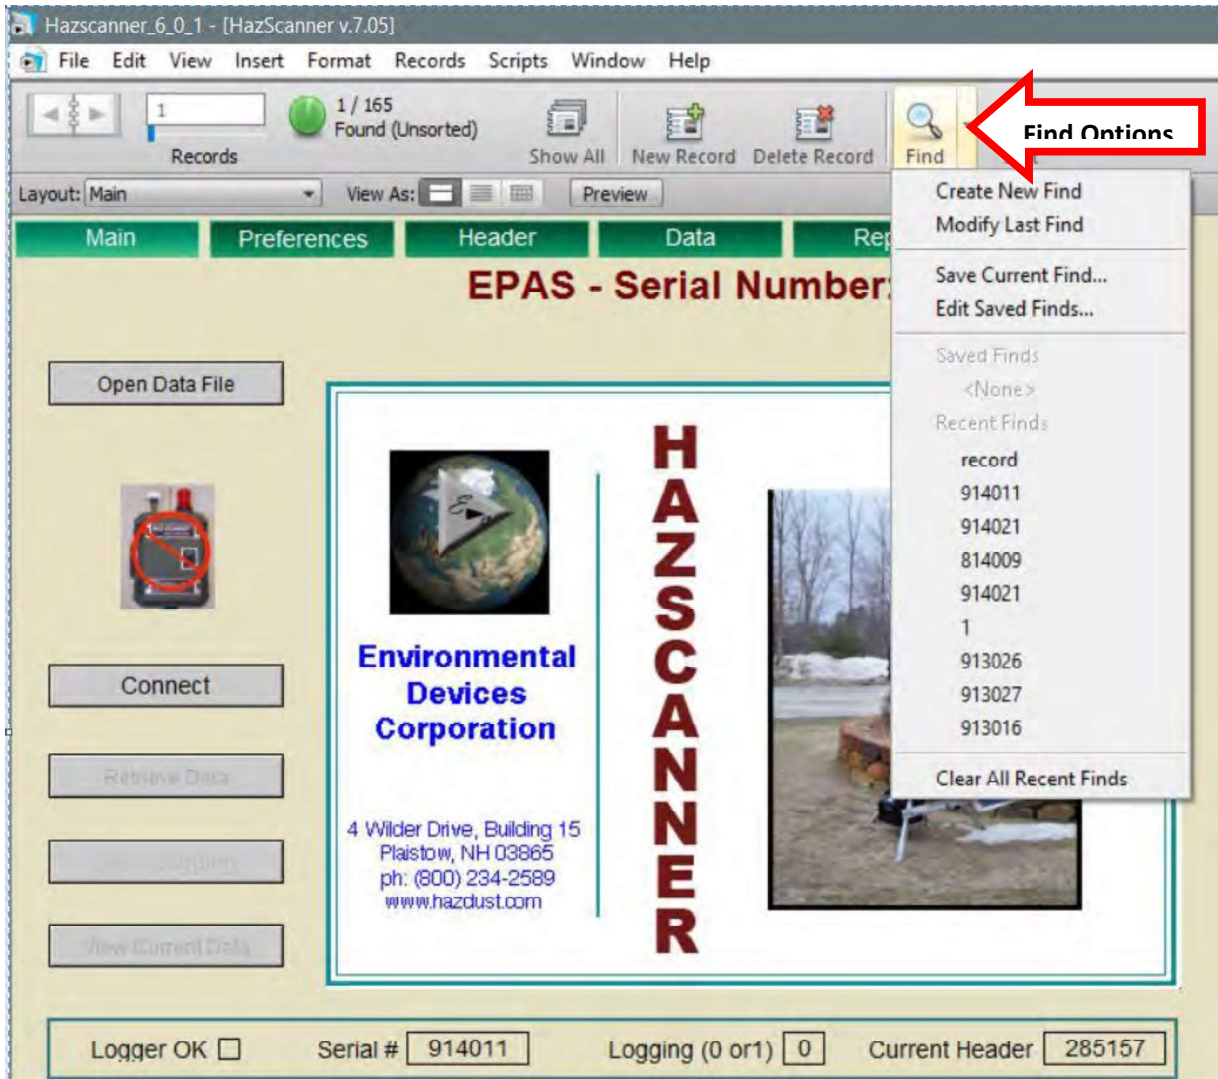 Hazscanner_6_0_1 - [HazScanner v.7.05]
File Edit View Insert Format Records Scripts Window Help
1
1 / 165
Found (Unsorted)
Records
Show All
New Record
Delete Record
Find
Find Options
Layout: Main
View As:
Preview
Main
Preferences
Header
Data
Rep
EPAS - Serial Number:
Create New Find
Modify Last Find
Save Current Find...
Edit Saved Finds...
Saved Finds
<None>
Recent Finds
record
914011
914021
814009
914021
1
913026
913027
913016
Clear All Recent Finds
Open Data File
Connect
Retrieve Data
View Current Data
Environmental
Devices
Corporation
4 Wilder Drive, Building 15
Plaistow, NH 03865
ph: (800) 234-2589
www.hazdust.com
HAZSCANNER
Logger OK
Serial # 914011
Logging (0 or1) 0
Current Header 285157